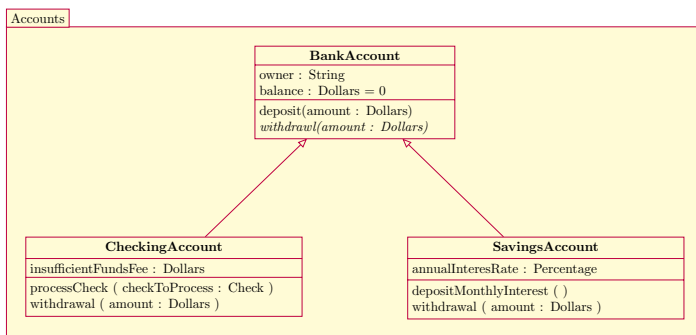 Accounts
BankAccount
owner : String
balance : Dollars = 0
deposit(amount : Dollars)
withdrawl(amount : Dollars)
CheckingAccount
insufficientFundsFee : Dollars
processCheck ( checkToProcess : Check )
withdrawal ( amount : Dollars )
SavingsAccount
annualInteresRate : Percentage
depositMonthlyInterest ( )
withdrawal ( amount : Dollars )